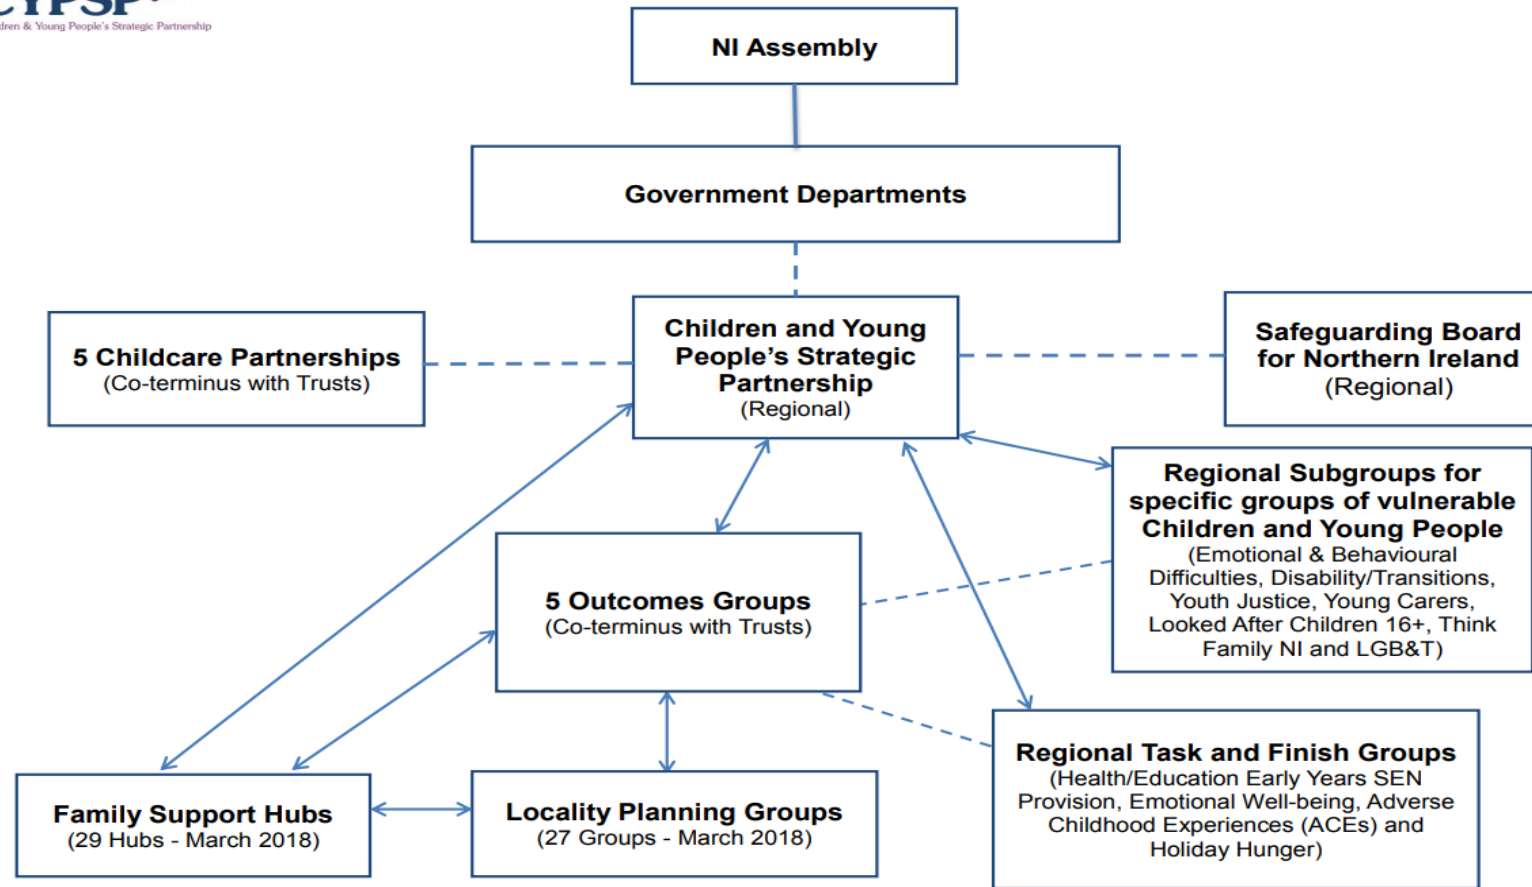 Children & Young People's Strategic Partnership
NI Assembly
Government Departments
5 Childcare Partnerships
(Co-terminus with Trusts)
Children and Young
People’s Strategic
Partnership
(Regional)
Safeguarding Board
for Northern Ireland
(Regional)
Regional Subgroups for
specific groups of vulnerable
Children and Young People
(Emotional & Behavioural
Difficulties, Disability/Transitions,
Youth Justice, Young Carers,
Looked After Children 16+, Think
Family NI and LGB&T)
5 Outcomes Groups
(Co-terminus with Trusts)
Regional Task and Finish Groups
(Health/Education Early Years SEN
Provision, Emotional Well-being, Adverse
Childhood Experiences (ACEs) and
Holiday Hunger)
Family Support Hubs
(29 Hubs - March 2018)
Locality Planning Groups
(27 Groups - March 2018)